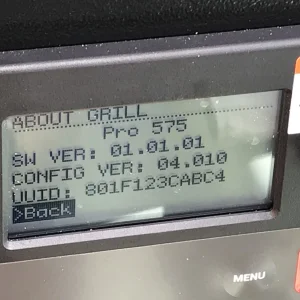 ABOUT GRILL
Pro 575
SW VER: 01.01.01
CONFIG VER: 04.010
UUID: 801F123CABC4
>Back
MENU